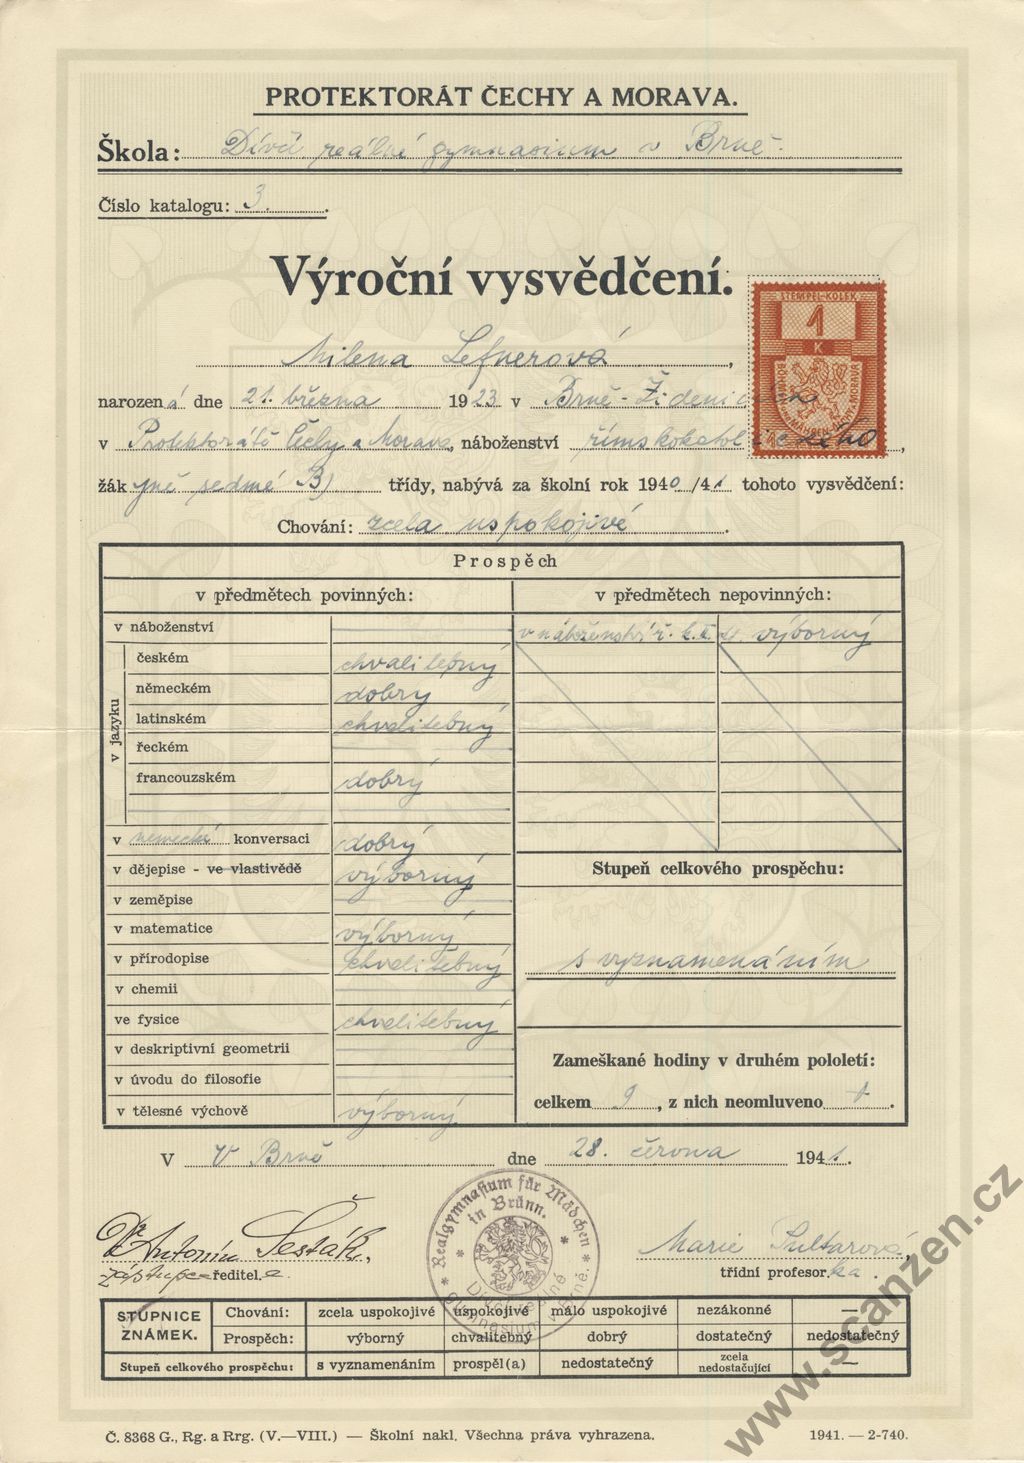 PROTEKTORÁT ČECHY A MORAVA.
Škola: Dívčí reálné gymnasium v Brně.
Číslo katalogu: 3.
Výroční vysvědčení.
STEMPEL-KOLEK
1
K
Milena Lefnerová,
narozená dne 21. března 1923 v Brně-Židenicích
v Protektorátě Čechy a Morava, náboženství římskokatolického,
žákyně sedmé B) třídy, nabývá za školní rok 1940/41 tohoto vysvědčení:
Chování: zcela uspokojivé.
Prospěch
v předmětech povinných: v předmětech nepovinných:
v náboženství v náboženství ř. k. výborný
v jazyku
českém chvalitebný
německém dobrý
latinském chvalitebný
řeckém
francouzském dobrý
v německé konversaci dobrý
v dějepise - ve vlastivědě výborný
v zeměpise
v matematice výborný
v přírodopise chvalitebný
v chemii
ve fysice chvalitebný
v deskriptivní geometrii
v úvodu do filosofie
v tělesné výchově výborný
Stupeň celkového prospěchu:
s vyznamenáním
Zameškané hodiny v druhém pololetí:
celkem 9, z nich neomluveno .
V V Brně dne 28. června 1941.
Realgymnasium für Mädchen in Brünn.
Dívčí reálné gymnasium v Brně.
Dr Antonín Šesták,
zástupce ředitele
Marie Pultarová
třídní profesorka.
STUPNICE ZNÁMEK.
Chování: zcela uspokojivé uspokojivé málo uspokojivé nezákonné —
Prospěch: výborný chvalitebný dobrý dostatečný nedostatečný
Stupeň celkového prospěchu: s vyznamenáním prospěl(a) nedostatečný zcela nedostačující —
Č. 8368 G., Rg. a Rrg. (V.—VIII.) — Školní nakl. Všechna práva vyhrazena. 1941. — 2-740.
www.scanzen.cz